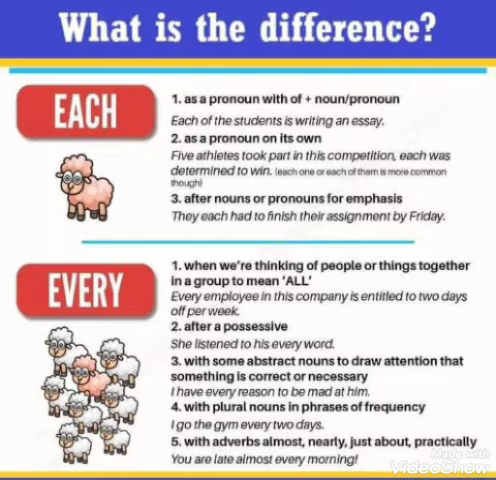 What is the difference?
EACH
1. as a pronoun with of + noun/pronoun
Each of the students is writing an essay.
2. as a pronoun on its own
Five athletes took part in this competition, each was
determined to win. (each one or each of them is more common
though)
3. after nouns or pronouns for emphasis
They each had to finish their assignment by Friday.
EVERY
1. when we're thinking of people or things together
in a group to mean 'ALL'
Every employee in this company is entitled to two days
off per week.
2. after a possessive
She listened to his every word.
3. with some abstract nouns to draw attention that
something is correct or necessary
I have every reason to be mad at him.
4. with plural nouns in phrases of frequency
I go the gym every two days.
5. with adverbs almost, nearly, just about, practically
You are late almost every morning!
Made with
VideoShow